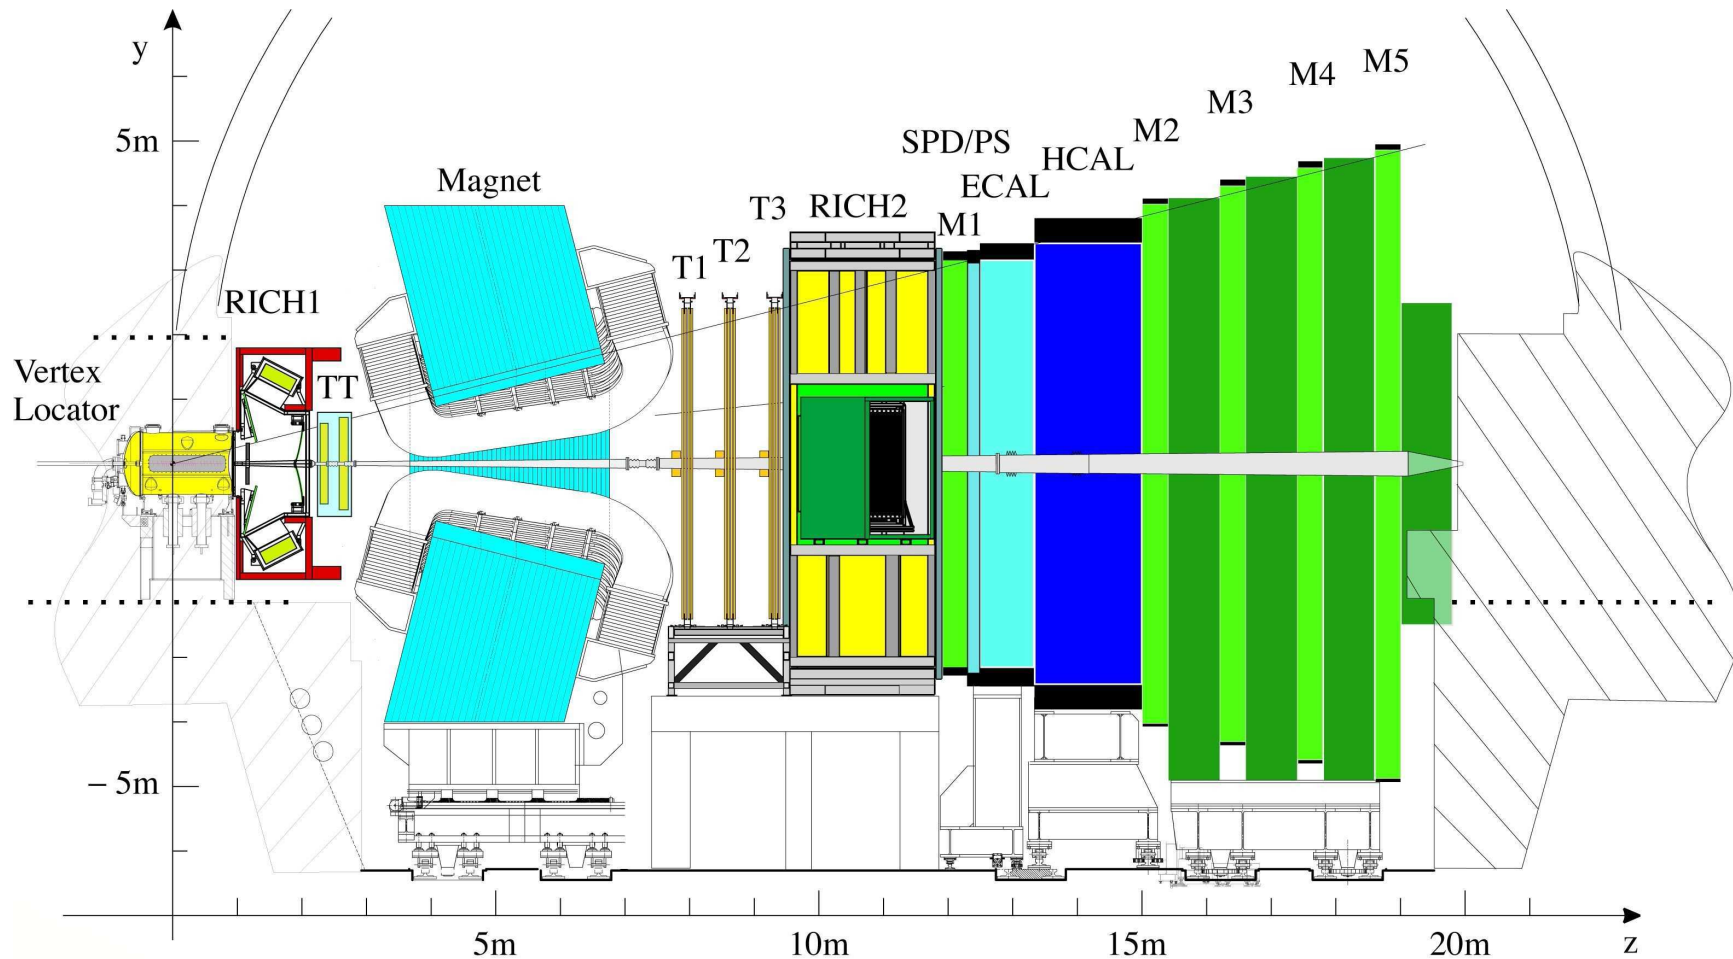 y
5m
− 5m
Vertex
Locator
RICH1
TT
Magnet
T1
T2
T3
RICH2
M1
SPD/PS
ECAL
HCAL
M2
M3
M4
M5
5m
10m
15m
20m
z